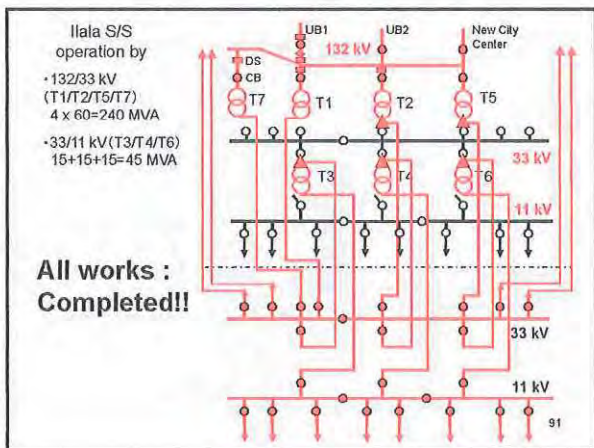 Ilala S/S
operation by
・132/33 kV
(T1/T2/T5/T7)
4 x 60=240 MVA
・33/11 kV (T3/T4/T6)
15+15+15=45 MVA
UB1
UB2
New City
Center
132 kV
DS
CB
T7
T1
T2
T5
33 kV
T3
T4
T6
11 kV
All works :
Completed!!
33 kV
11 kV
91